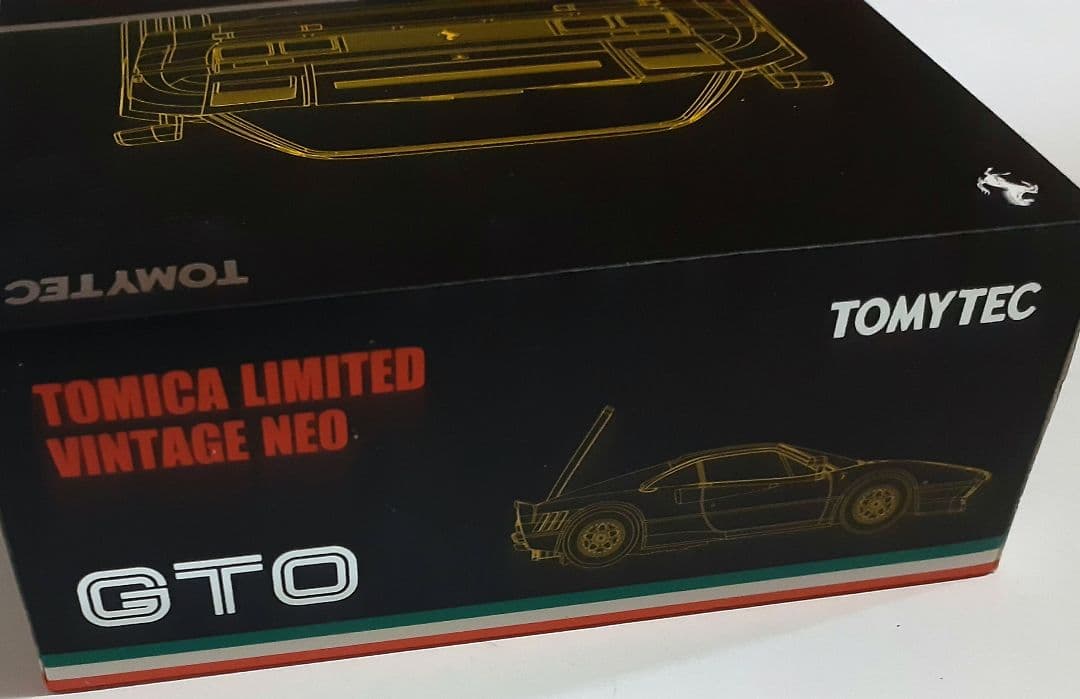 TOMYTEC
TOMYTEC
TOMICA LIMITED
VINTAGE NEO
GTO